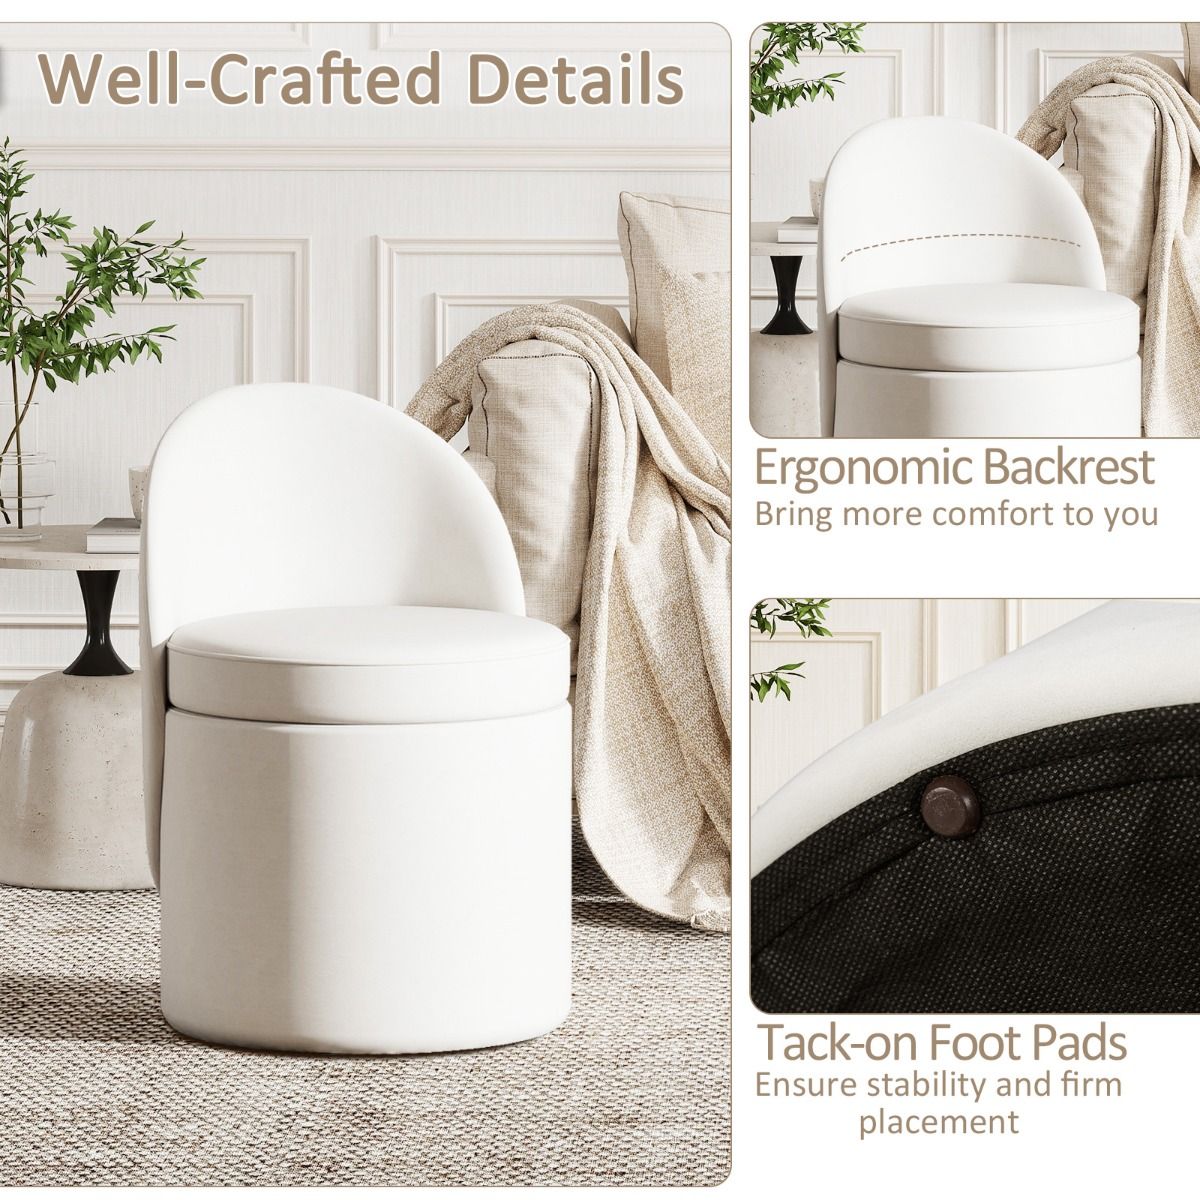 Well-Crafted Details
Ergonomic Backrest
Bring more comfort to you
Tack-on Foot Pads
Ensure stability and firm
placement